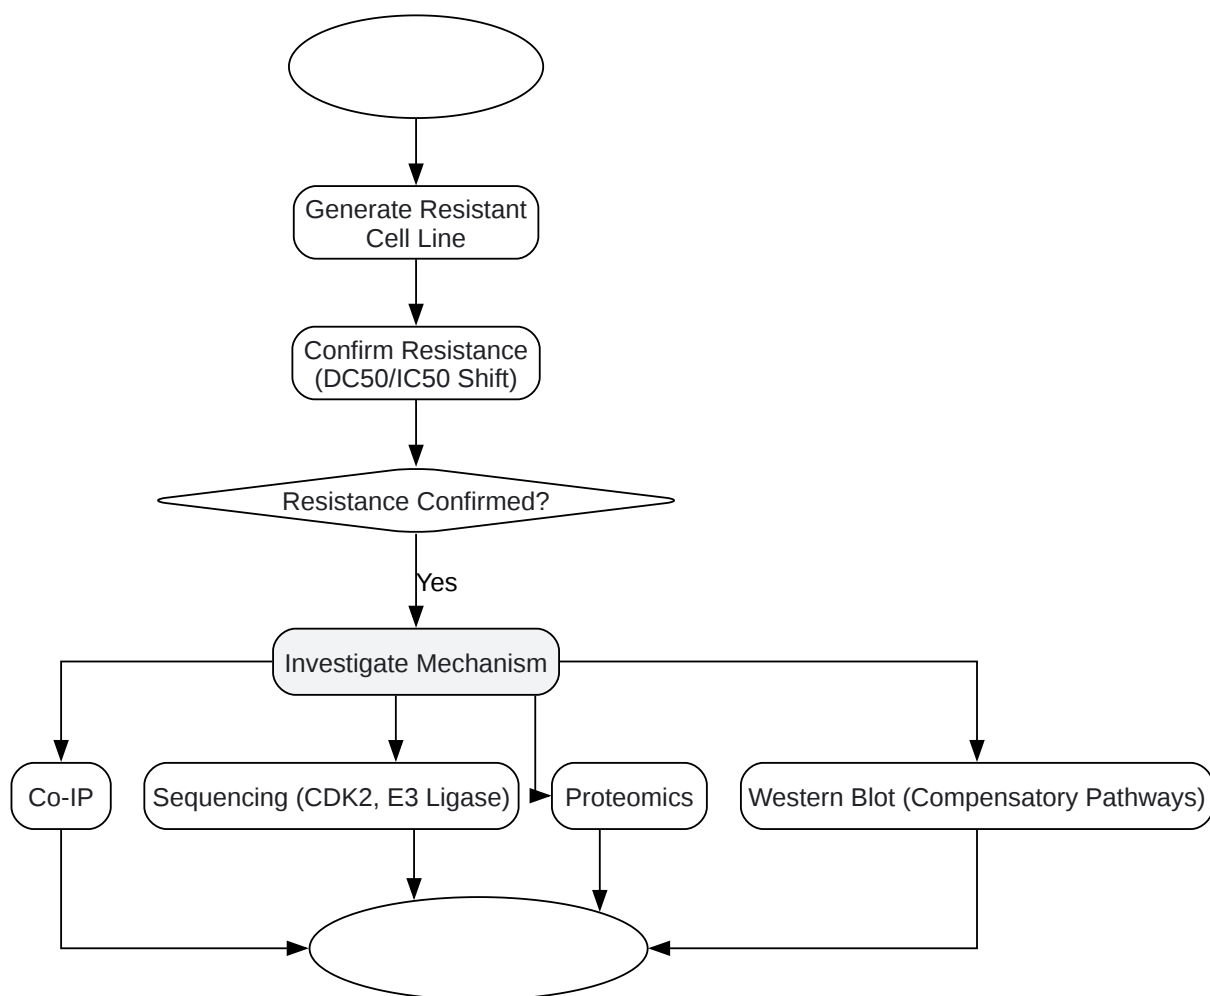 Generate Resistant
Cell Line
Confirm Resistance
(DC50/IC50 Shift)
Resistance Confirmed?
Yes
Investigate Mechanism
Co-IP
Sequencing (CDK2, E3 Ligase)
Proteomics
Western Blot (Compensatory Pathways)